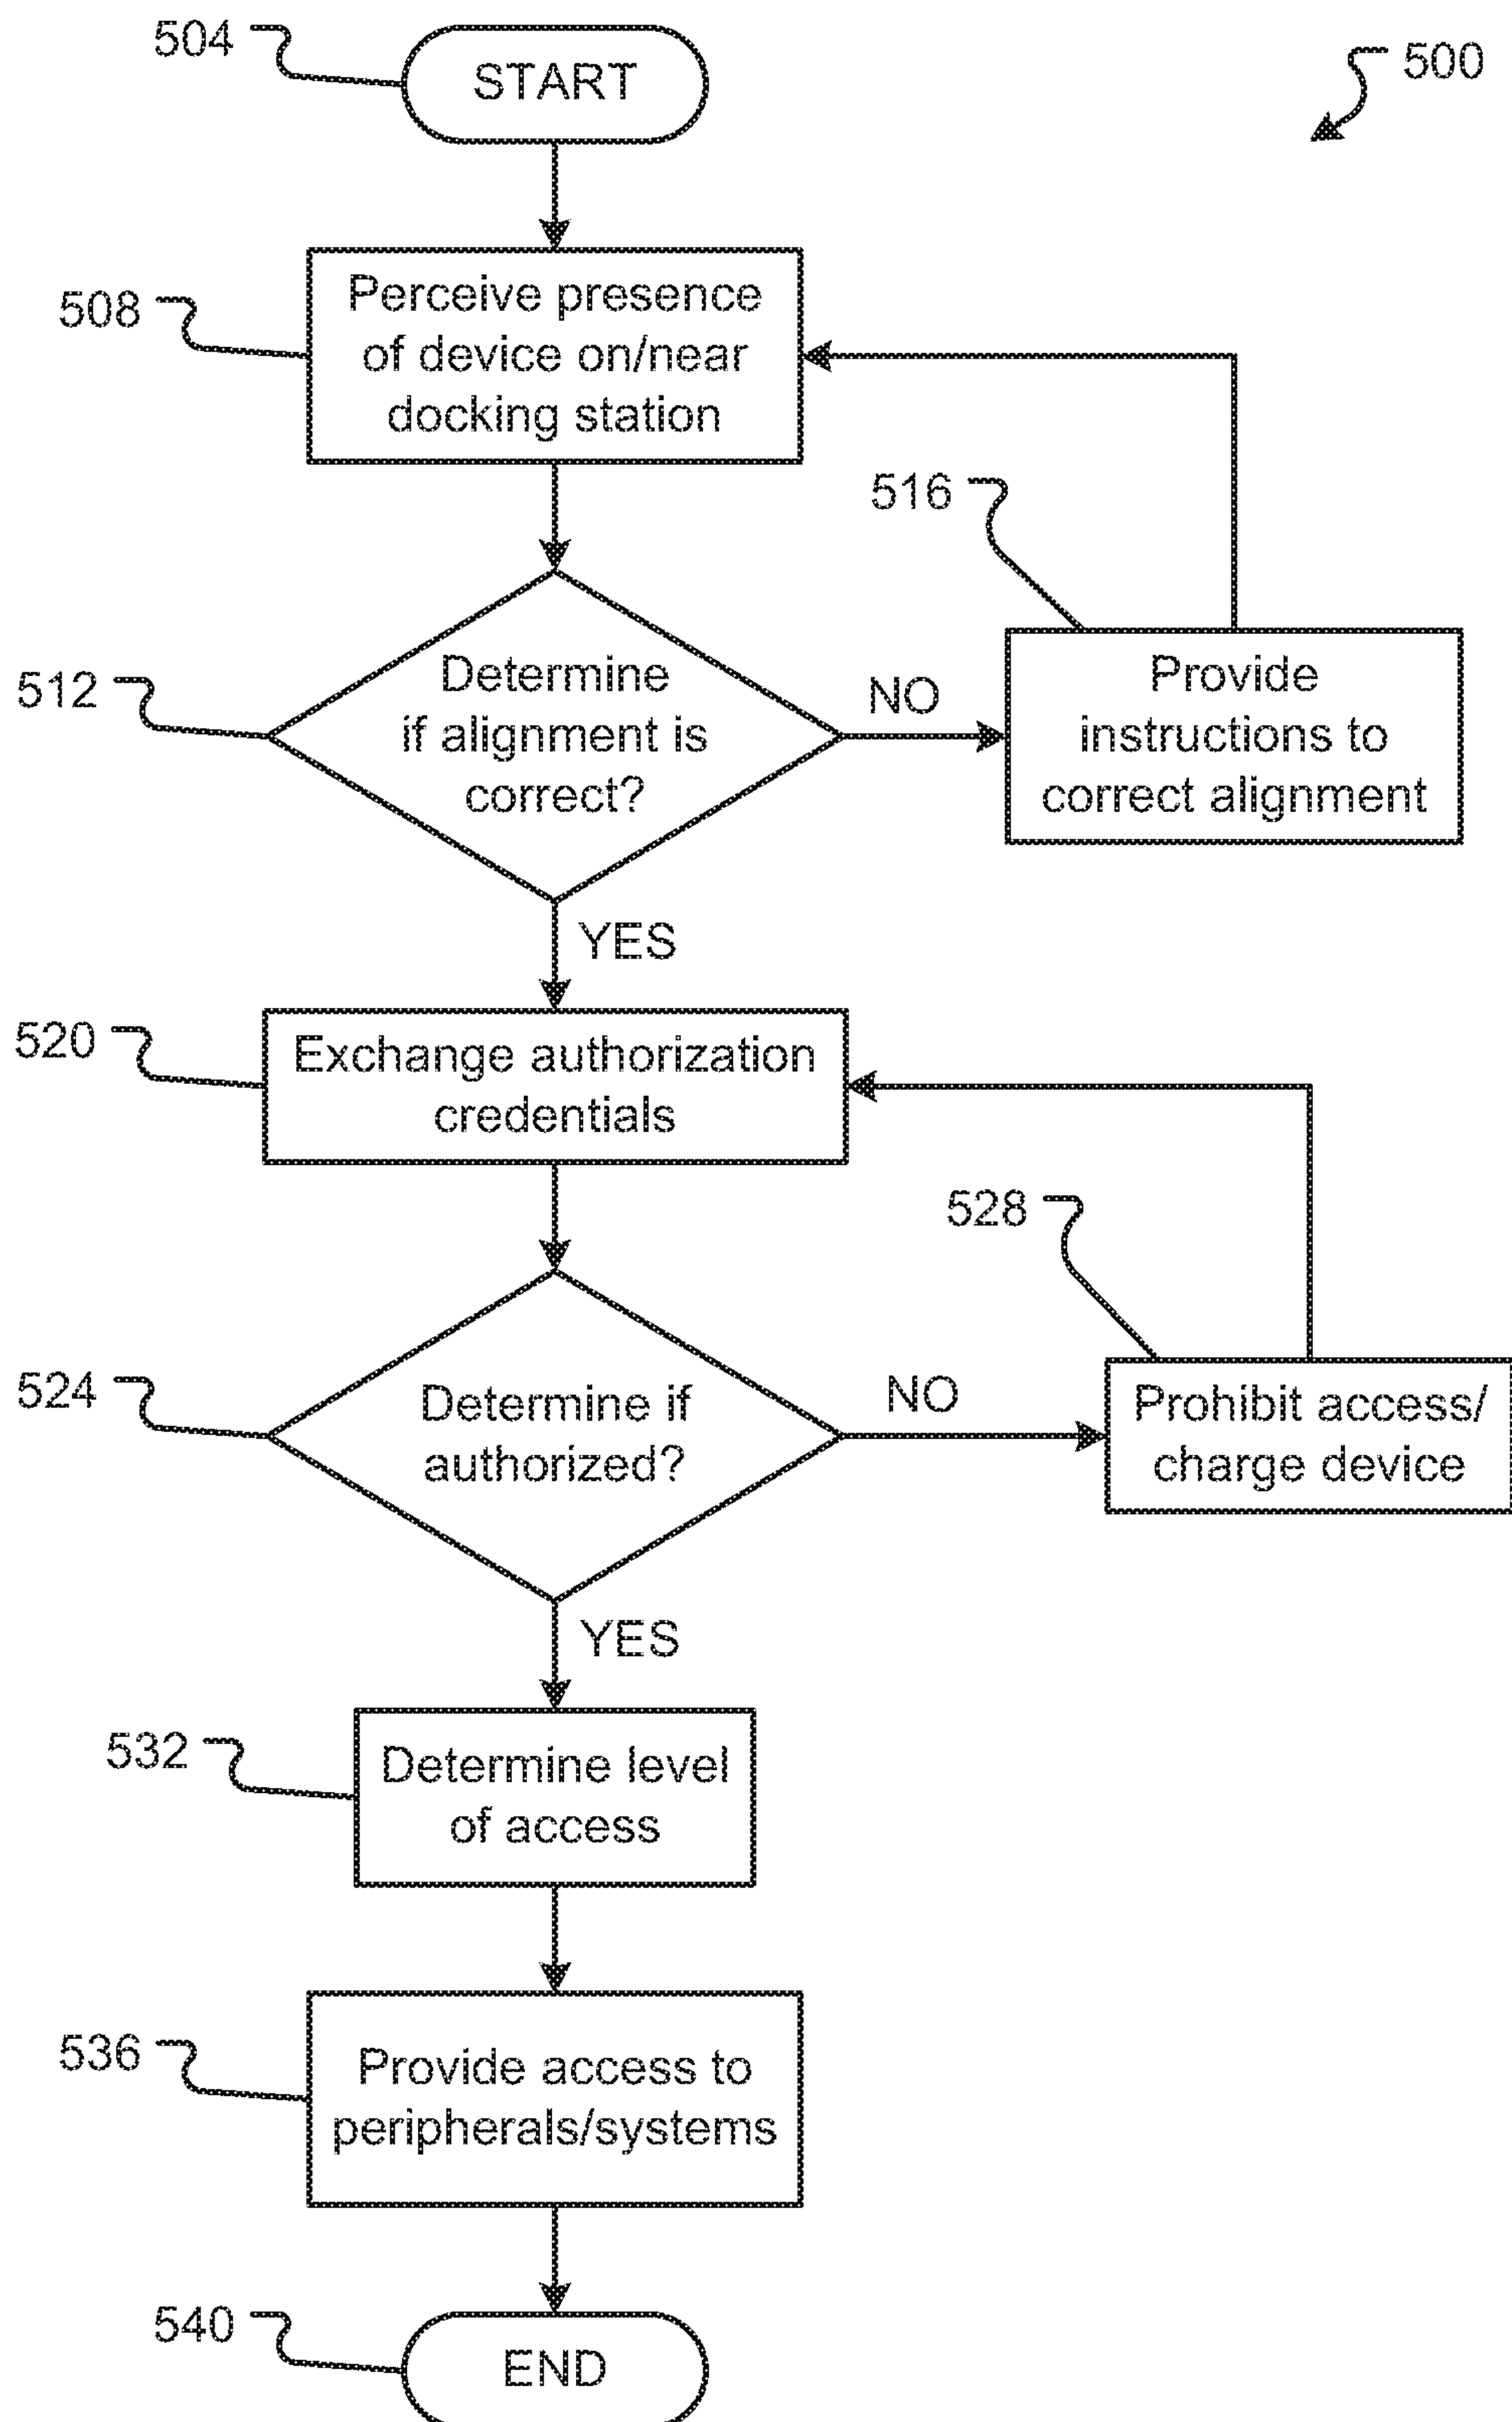 504
START
500
508
Perceive presence
of device on/near
docking station
516
512
Determine
if alignment is
correct?
NO
Provide
instructions to
correct alignment
YES
520
Exchange authorization
credentials
528
524
Determine if
authorized?
NO
Prohibit access/
charge device
YES
532
Determine level
of access
536
Provide access to
peripherals/systems
540
END